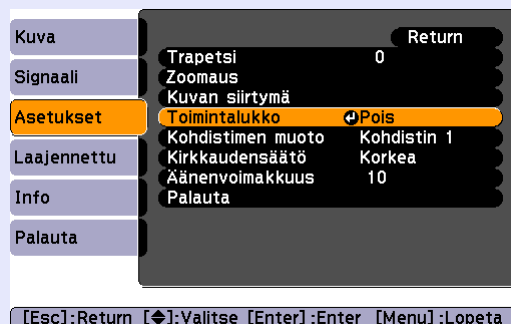 Kuva
Signaali
Asetukset
Laajennettu
Info
Palauta
Return
Trapetsi 0
Zoomaus
Kuvan siirtymä
Toimintalukko Pois
Kohdistimen muoto Kohdistin 1
Kirkkaudensäätö Korkea
Äänenvoimakkuus 10
Palauta
[Esc]:Return [◆]:Valitse [Enter]:Enter [Menu]:Lopeta